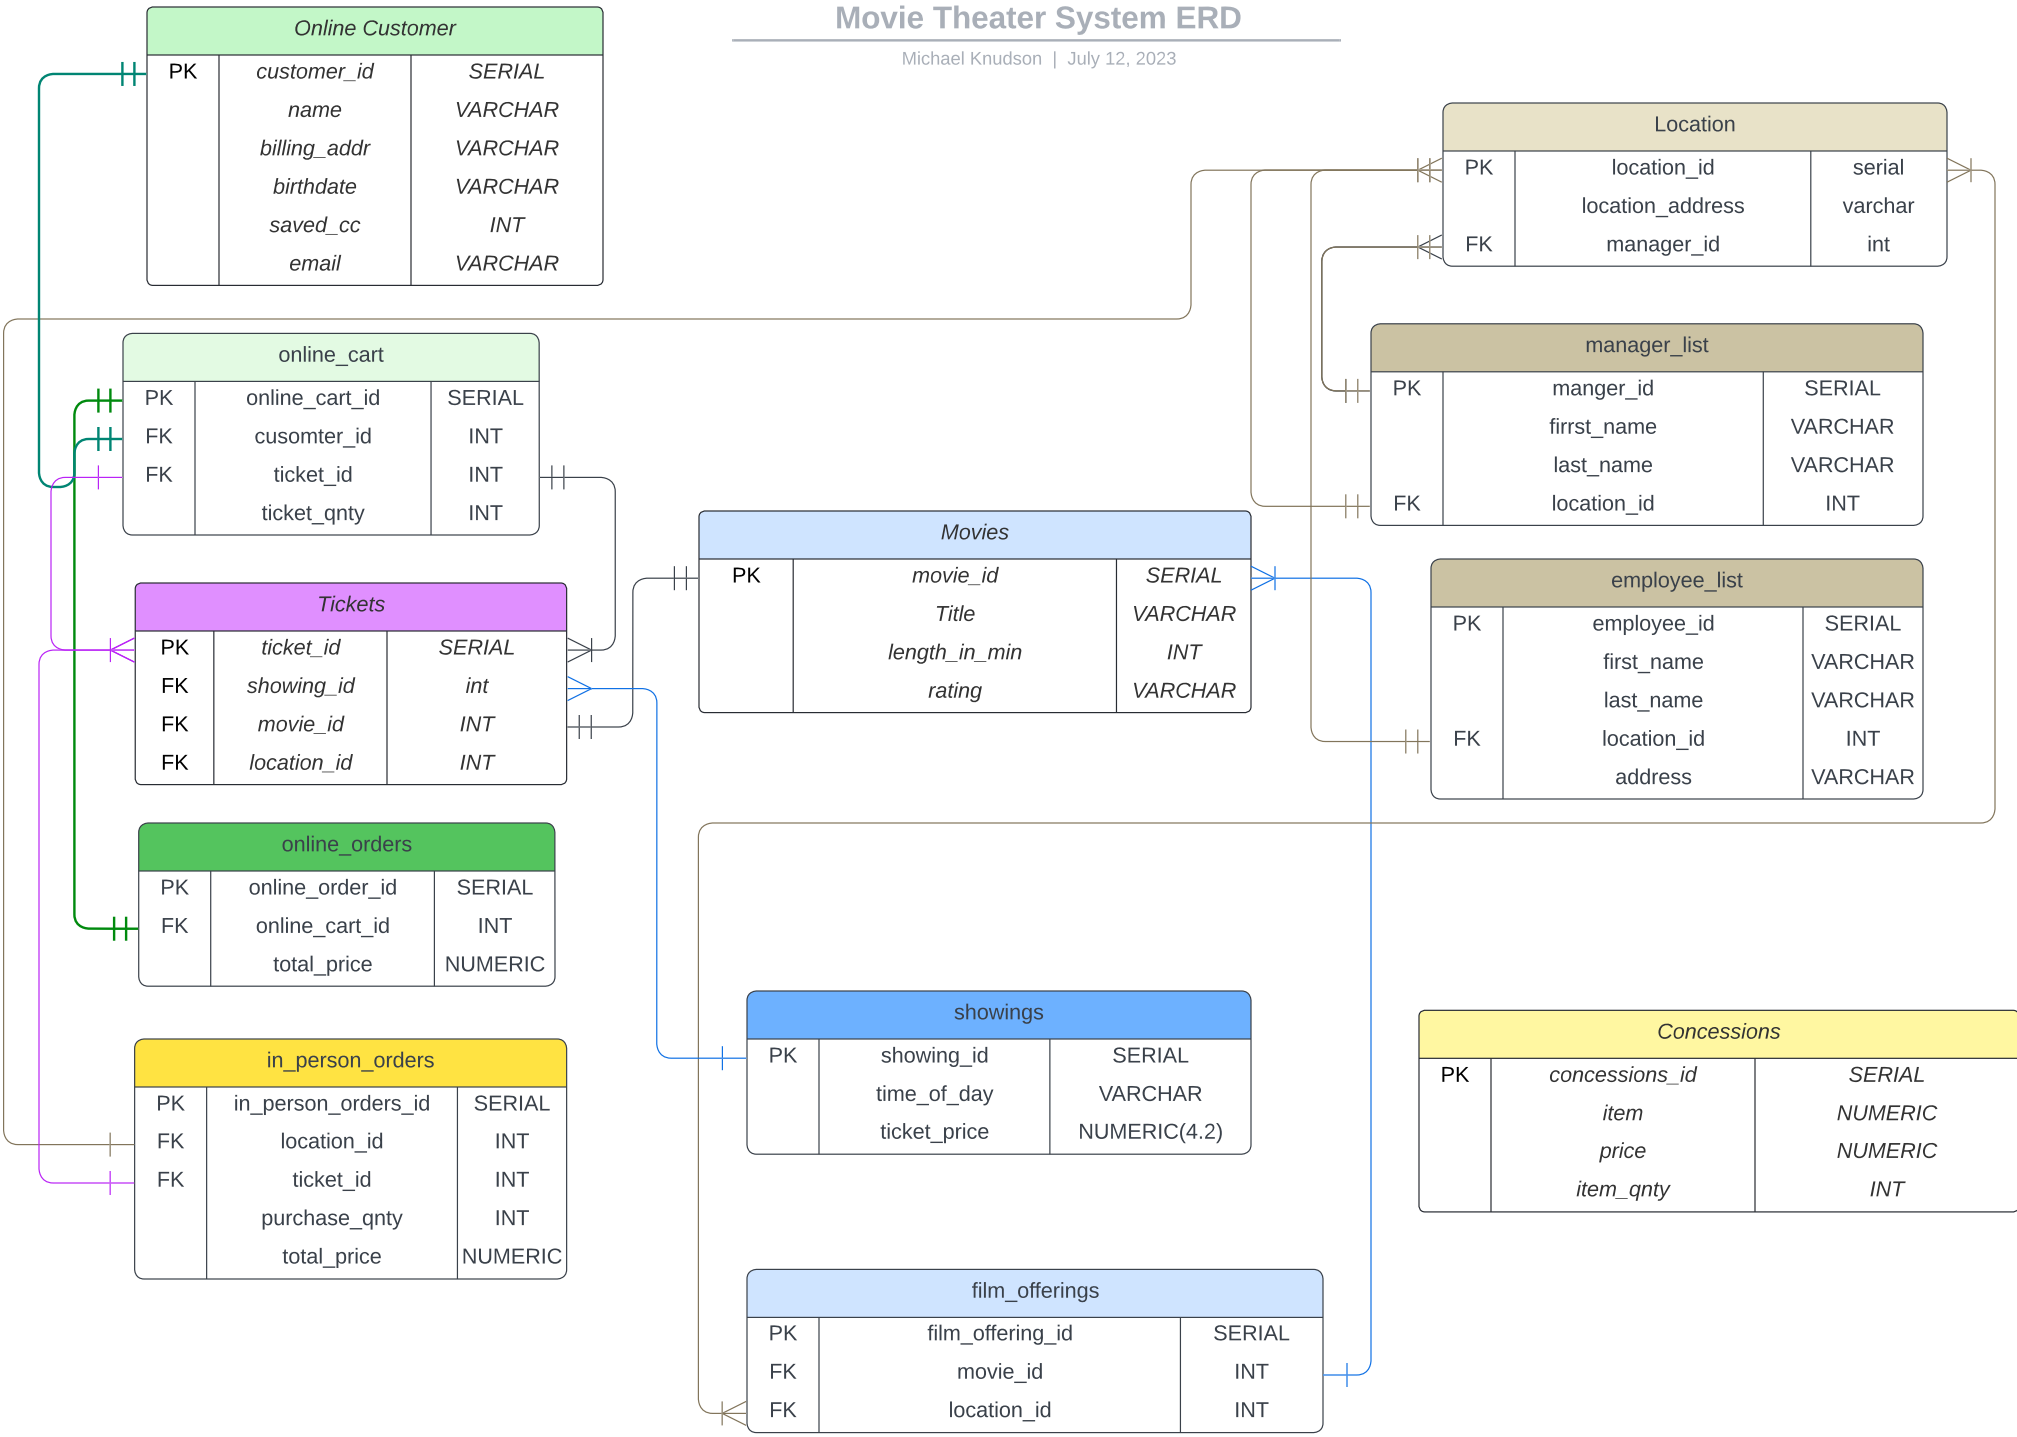 Movie Theater System ERD
Michael Knudson | July 12, 2023
Online Customer
PK customer_id SERIAL
name VARCHAR
billing_addr VARCHAR
birthdate VARCHAR
saved_cc INT
email VARCHAR
online_cart
PK online_cart_id SERIAL
FK cusomter_id INT
FK ticket_id INT
ticket_qnty INT
Tickets
PK ticket_id SERIAL
FK showing_id int
FK movie_id INT
FK location_id INT
online_orders
PK online_order_id SERIAL
FK online_cart_id INT
total_price NUMERIC
in_person_orders
PK in_person_orders_id SERIAL
FK location_id INT
FK ticket_id INT
purchase_qnty INT
total_price NUMERIC
Movies
PK movie_id SERIAL
Title VARCHAR
length_in_min INT
rating VARCHAR
showings
PK showing_id SERIAL
time_of_day VARCHAR
ticket_price NUMERIC(4.2)
film_offerings
PK film_offering_id SERIAL
FK movie_id INT
FK location_id INT
Location
PK location_id serial
location_address varchar
FK manager_id int
manager_list
PK manger_id SERIAL
firrst_name VARCHAR
last_name VARCHAR
FK location_id INT
employee_list
PK employee_id SERIAL
first_name VARCHAR
last_name VARCHAR
FK location_id INT
address VARCHAR
Concessions
PK concessions_id SERIAL
item NUMERIC
price NUMERIC
item_qnty INT